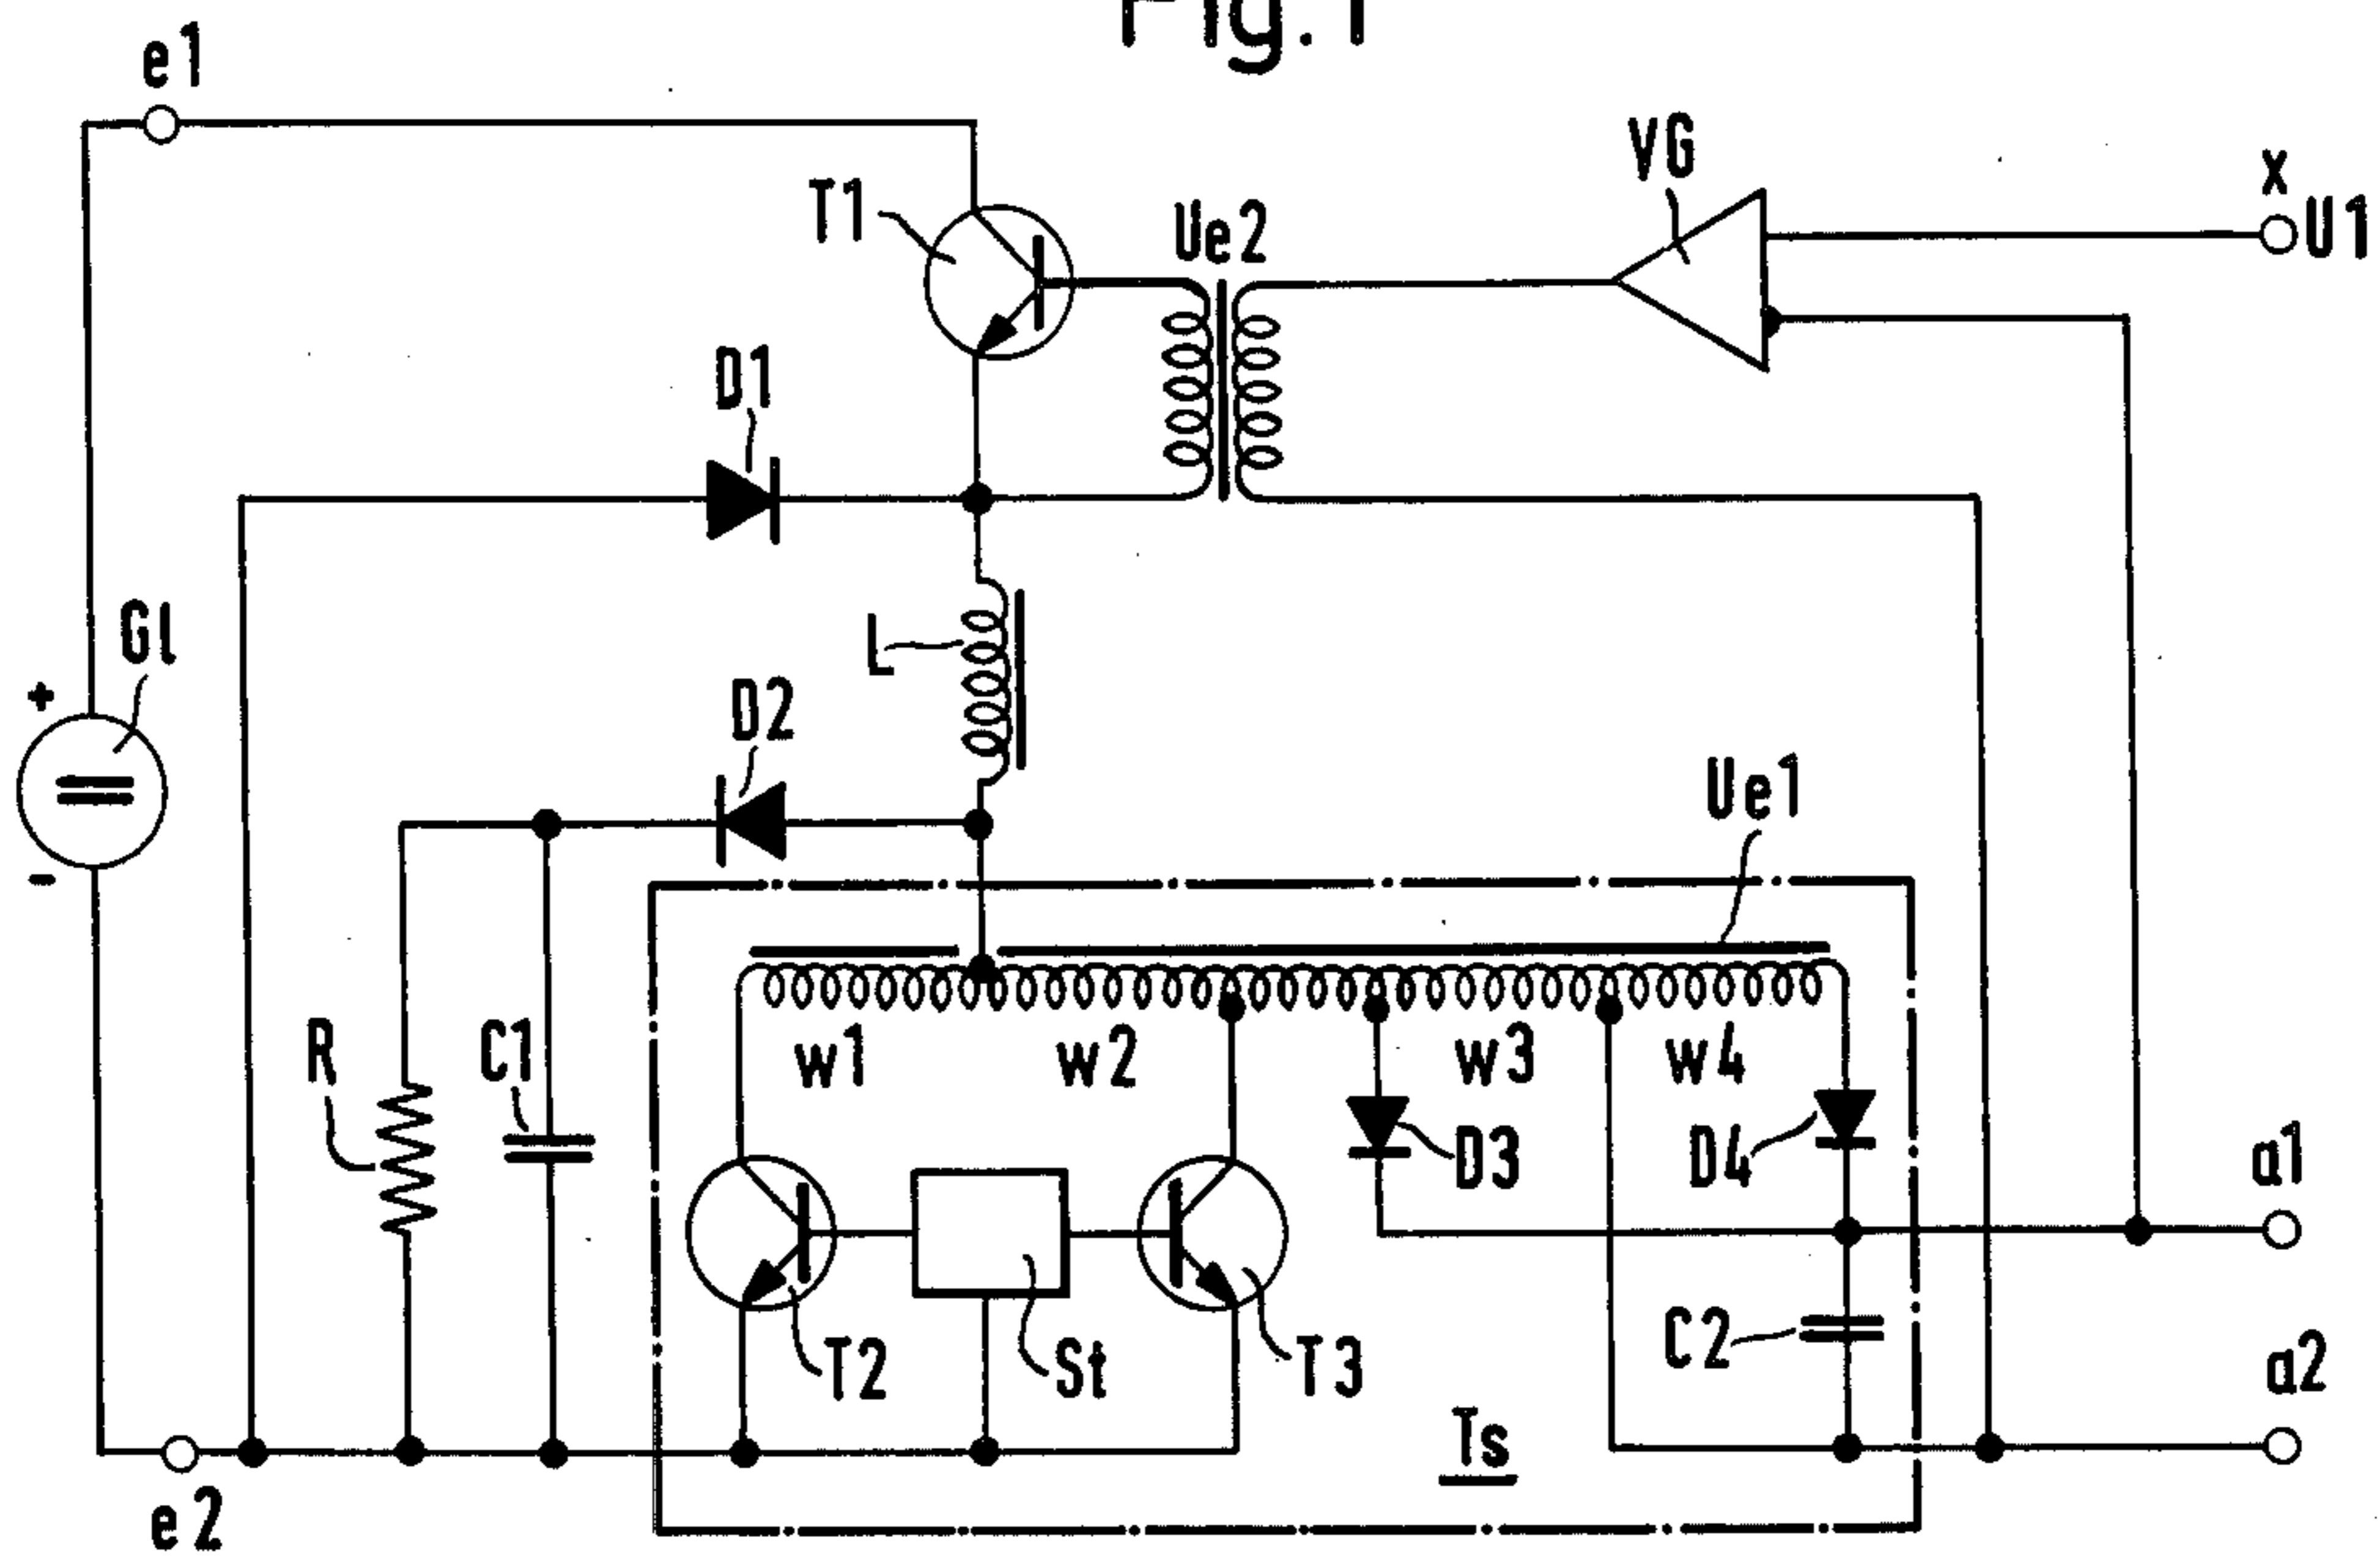 Fig.1
e1
VG
x
U1
T1
Ue2
D1
Gl
+
L
D2
Ue1
-
R
C1
w1
w2
w3
w4
D3
D4
a1
C2
T2
St
T3
a2
Ts
e2